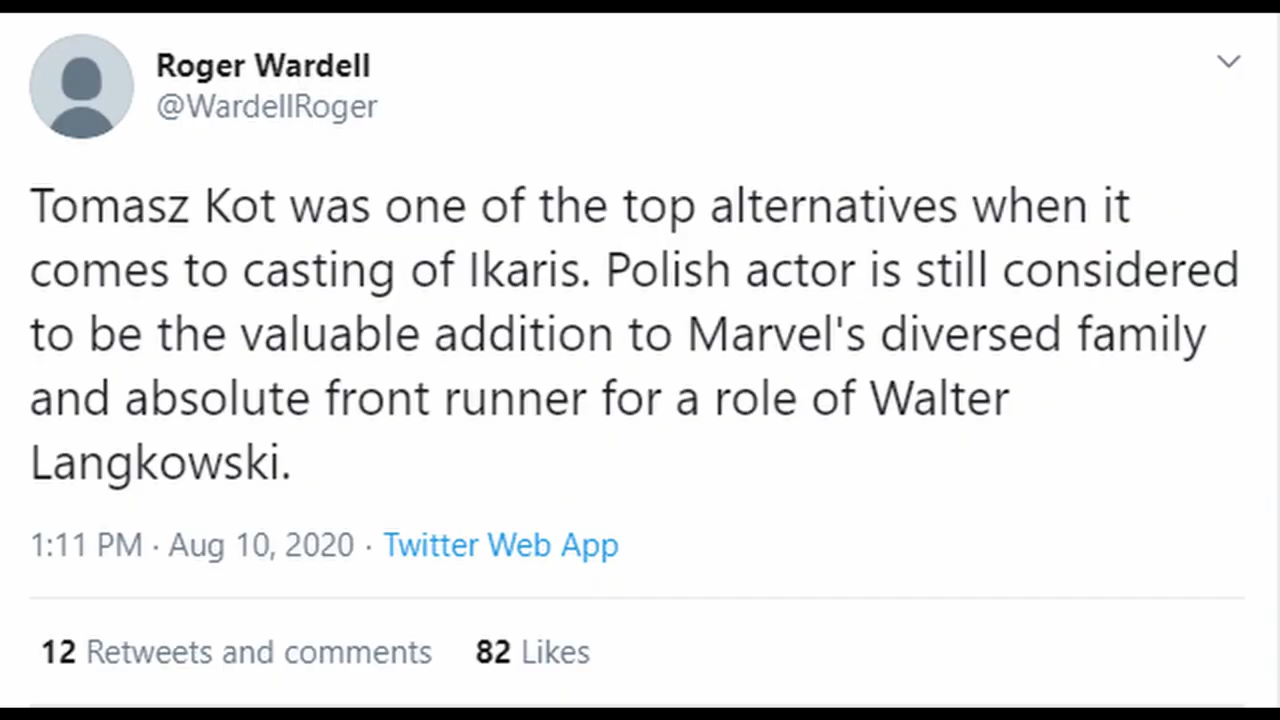 Roger Wardell
@WardellRoger
Tomasz Kot was one of the top alternatives when it
comes to casting of Ikaris. Polish actor is still considered
to be the valuable addition to Marvel's diversed family
and absolute front runner for a role of Walter
Langkowski.
1:11 PM · Aug 10, 2020 · Twitter Web App
12 Retweets and comments 82 Likes